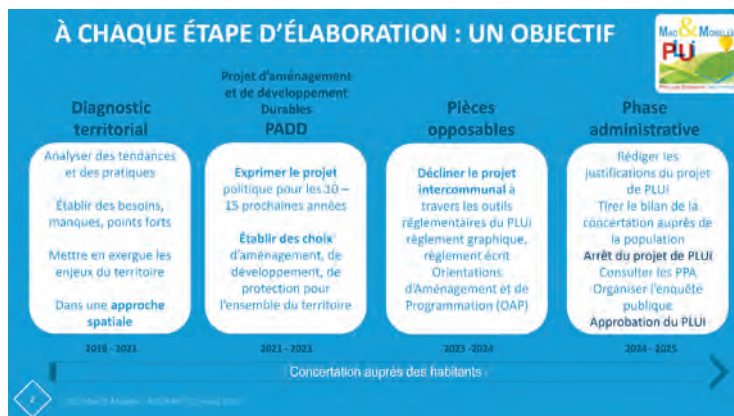 À CHAQUE ÉTAPE D'ÉLABORATION : UN OBJECTIF
MAD & MOSELLE
PLUi
Diagnostic
territorial
Analyser des tendances
et des pratiques
Établir des besoins,
manques, points forts
Mettre en exergue les
enjeux du territoire
Dans une approche
spatiale
2019 - 2021
Projet d'aménagement
et de développement
Durables
PADD
Exprimer le projet
politique pour les 10 –
15 prochaines années
Établir des choix
d'aménagement, de
développement, de
protection pour
l'ensemble du territoire
2021 - 2023
Pièces
opposables
Décliner le projet
intercommunal à
travers les outils
réglementaires du PLUi
règlement graphique,
règlement écrit
Orientations
d'Aménagement et de
Programmation (OAP)
2023 -2024
Phase
administrative
Rédiger les
justifications du projet
de PLUi
Tirer le bilan de la
concertation auprès de
la population
Arrêt du projet de PLUi
Consulter les PPA
Organiser l'enquête
publique
Approbation du PLUi
2024 - 2025
Concertation auprès des habitants
2